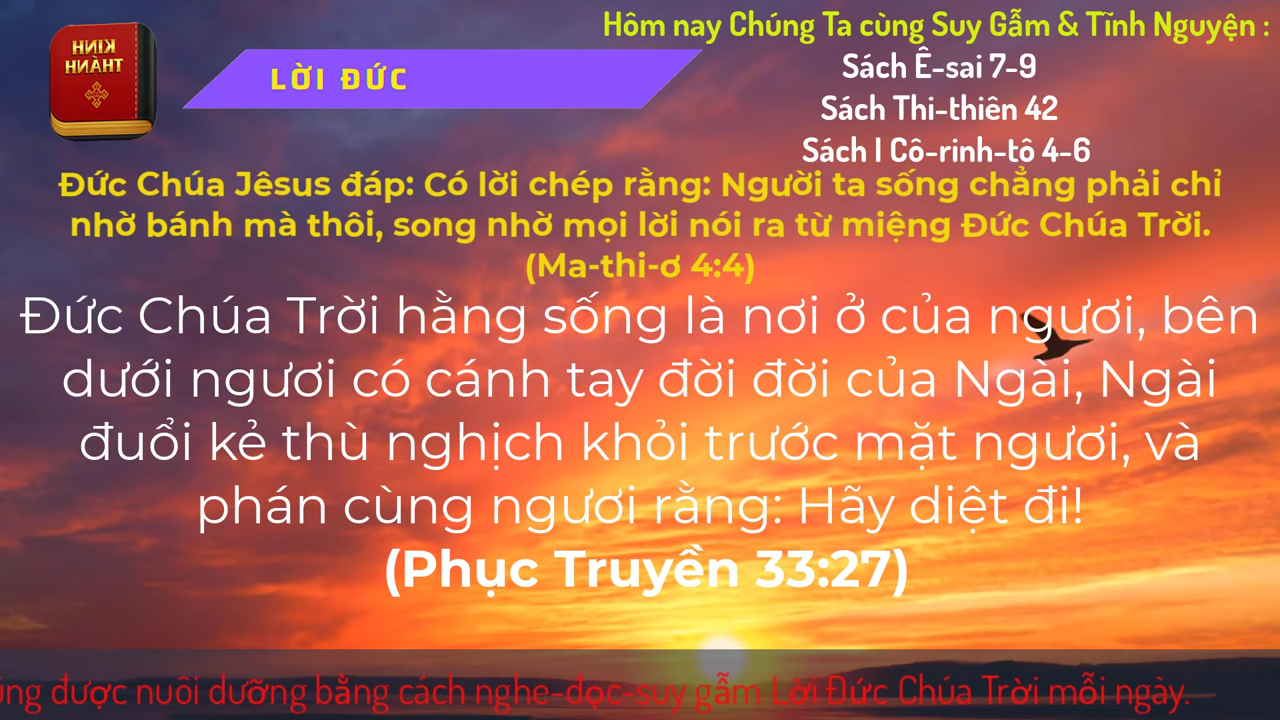 KINH
THÁNH
LỜI ĐỨC
Hôm nay Chúng Ta cùng Suy Gẫm & Tĩnh Nguyện :
Sách Ê-sai 7-9
Sách Thi-thiên 42
Sách I Cô-rinh-tô 4-6
Đức Chúa Jêsus đáp: Có lời chép rằng: Người ta sống chẳng phải chỉ
nhờ bánh mà thôi, song nhờ mọi lời nói ra từ miệng Đức Chúa Trời.
(Ma-thi-ơ 4:4)
Đức Chúa Trời hằng sống là nơi ở của ngươi, bên
dưới ngươi có cánh tay đời đời của Ngài, Ngài
đuổi kẻ thù nghịch khỏi trước mặt ngươi, và
phán cùng ngươi rằng: Hãy diệt đi!
(Phục Truyền 33:27)
được nuôi dưỡng bằng cách nghe-đọc-suy gẫm Lời Đức Chúa Trời mỗi ngày.